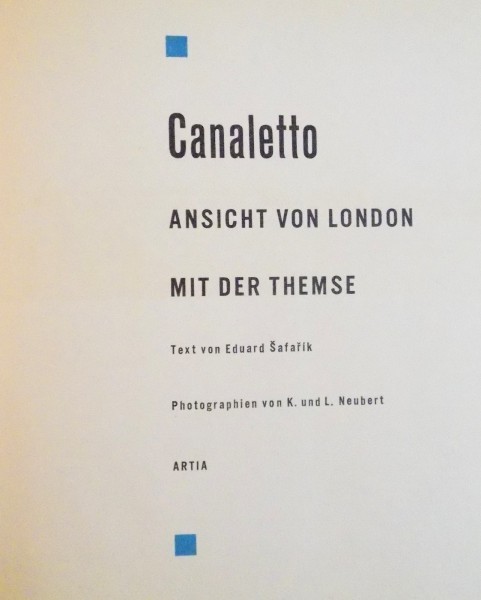 Canaletto
ANSICHT VON LONDON
MIT DER THEMSE
Text von Eduard Šafařík
Photographien von K. und L. Neubert
ARTIA